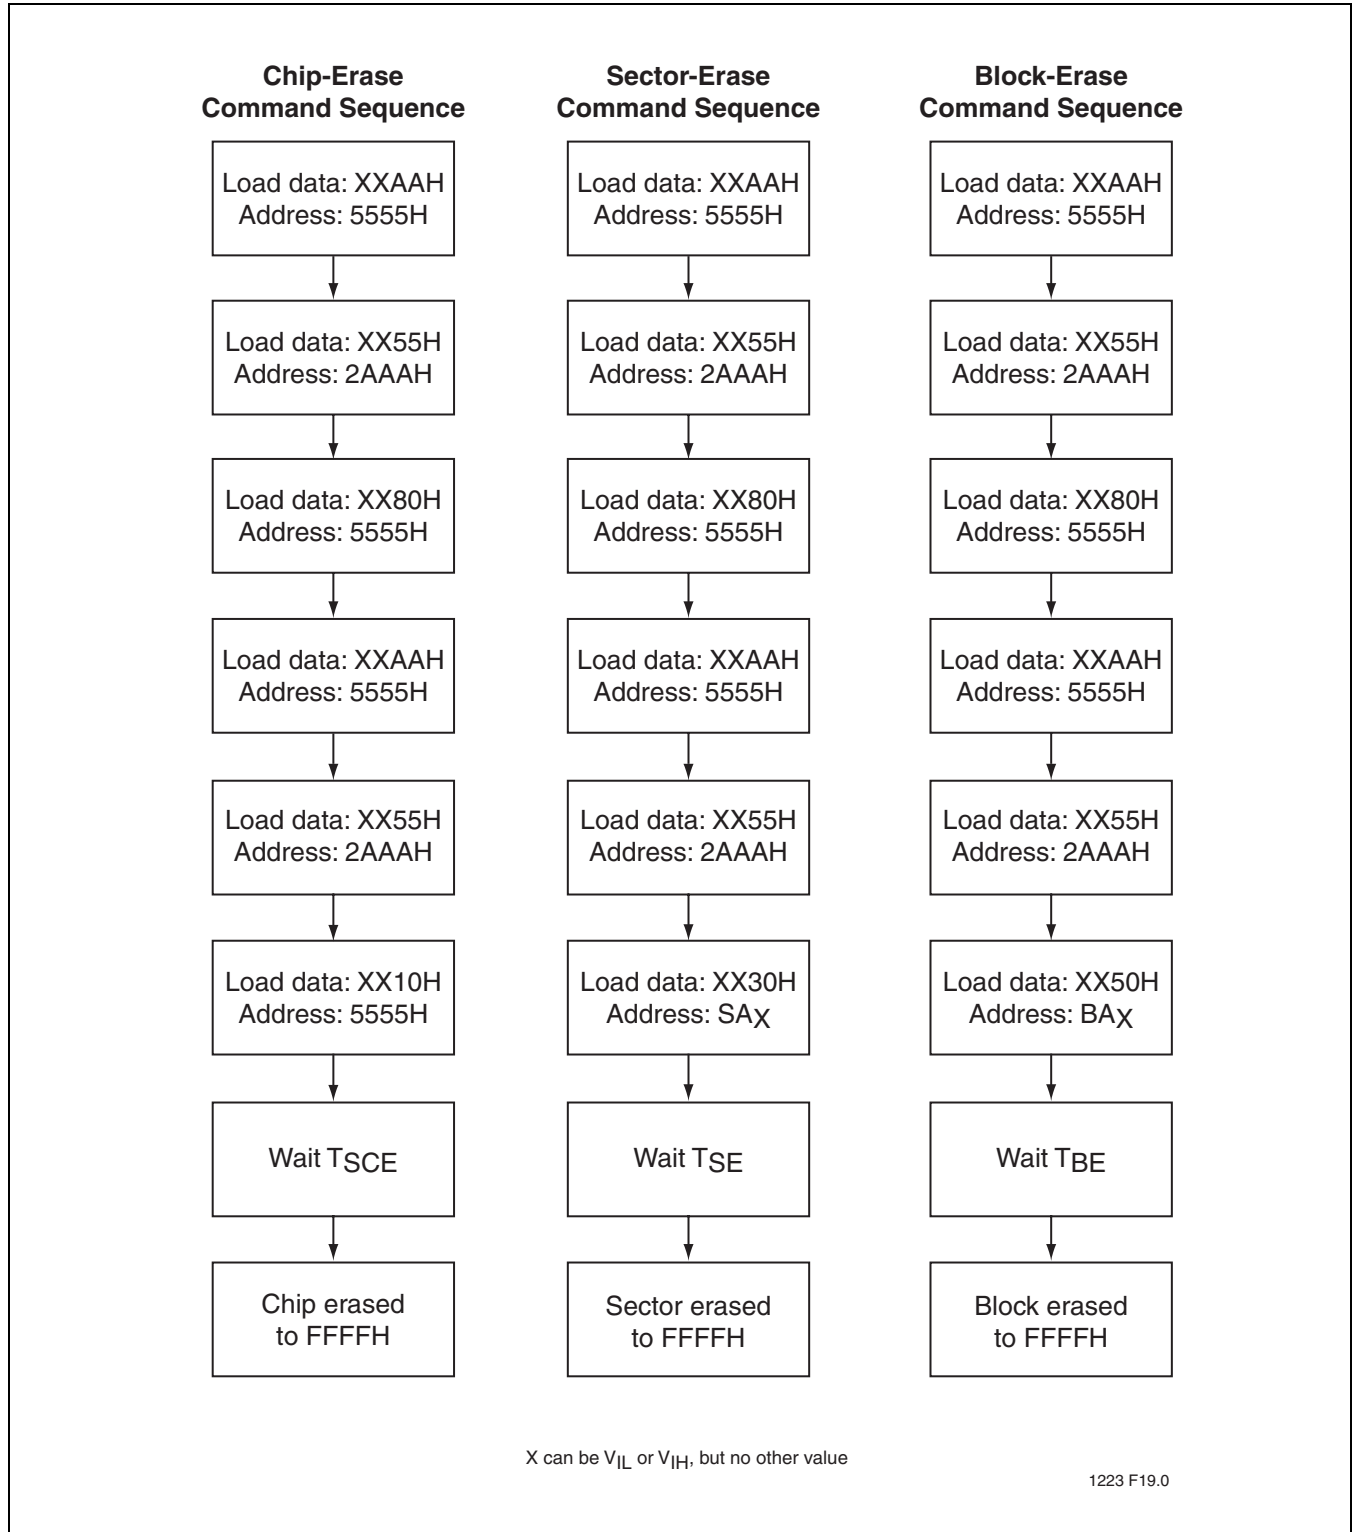 Chip-Erase
Command Sequence
Load data: XXAAH
Address: 5555H
Load data: XX55H
Address: 2AAAH
Load data: XX80H
Address: 5555H
Load data: XXAAH
Address: 5555H
Load data: XX55H
Address: 2AAAH
Load data: XX10H
Address: 5555H
Wait TSCE
Chip erased
to FFFFH
Sector-Erase
Command Sequence
Load data: XXAAH
Address: 5555H
Load data: XX55H
Address: 2AAAH
Load data: XX80H
Address: 5555H
Load data: XXAAH
Address: 5555H
Load data: XX55H
Address: 2AAAH
Load data: XX30H
Address: SAX
Wait TSE
Sector erased
to FFFFH
Block-Erase
Command Sequence
Load data: XXAAH
Address: 5555H
Load data: XX55H
Address: 2AAAH
Load data: XX80H
Address: 5555H
Load data: XXAAH
Address: 5555H
Load data: XX55H
Address: 2AAAH
Load data: XX50H
Address: BAX
Wait TBE
Block erased
to FFFFH
X can be VIL or VIH, but no other value
1223 F19.0